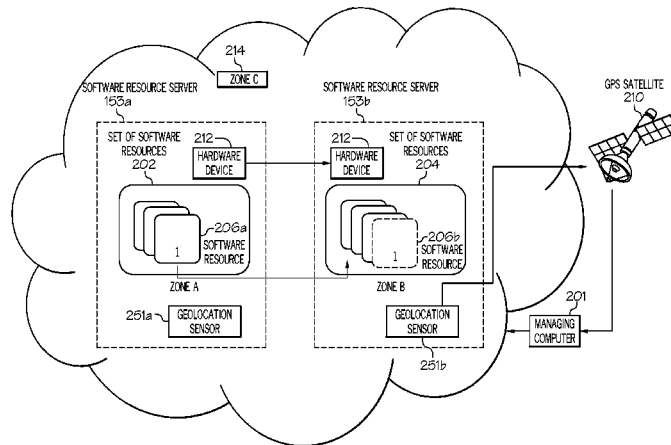 214
ZONE C
SOFTWARE RESOURCE SERVER
153a
SOFTWARE RESOURCE SERVER
153b
GPS SATELLITE
210
SET OF SOFTWARE
RESOURCES
202
212
HARDWARE
DEVICE
212
HARDWARE
DEVICE
SET OF SOFTWARE
RESOURCES
204
1
206a
SOFTWARE
RESOURCE
ZONE A
1
206b
SOFTWARE
RESOURCE
ZONE B
251a
GEOLOCATION
SENSOR
GEOLOCATION
SENSOR
251b
201
MANAGING
COMPUTER